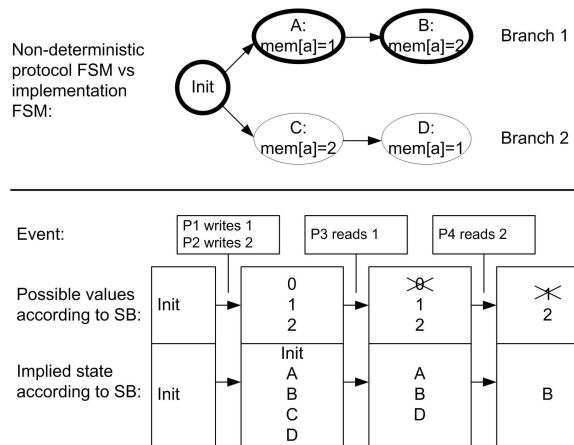 Non-deterministic
protocol FSM vs
implementation
FSM:
Init
A:
mem[a]=1
B:
mem[a]=2
Branch 1
C:
mem[a]=2
D:
mem[a]=1
Branch 2
Event:
P1 writes 1
P2 writes 2
P3 reads 1
P4 reads 2
Possible values
according to SB:
Init
0
1
2
0
1
2
1
2
Implied state
according to SB:
Init
Init
A
B
C
D
A
B
D
B